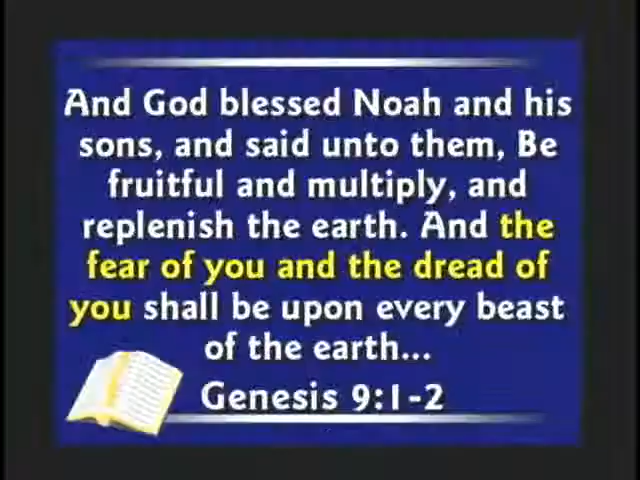 And God blessed Noah and his
sons, and said unto them, Be
fruitful and multiply, and
replenish the earth. And the
fear of you and the dread of
you shall be upon every beast
of the earth...
Genesis 9:1-2